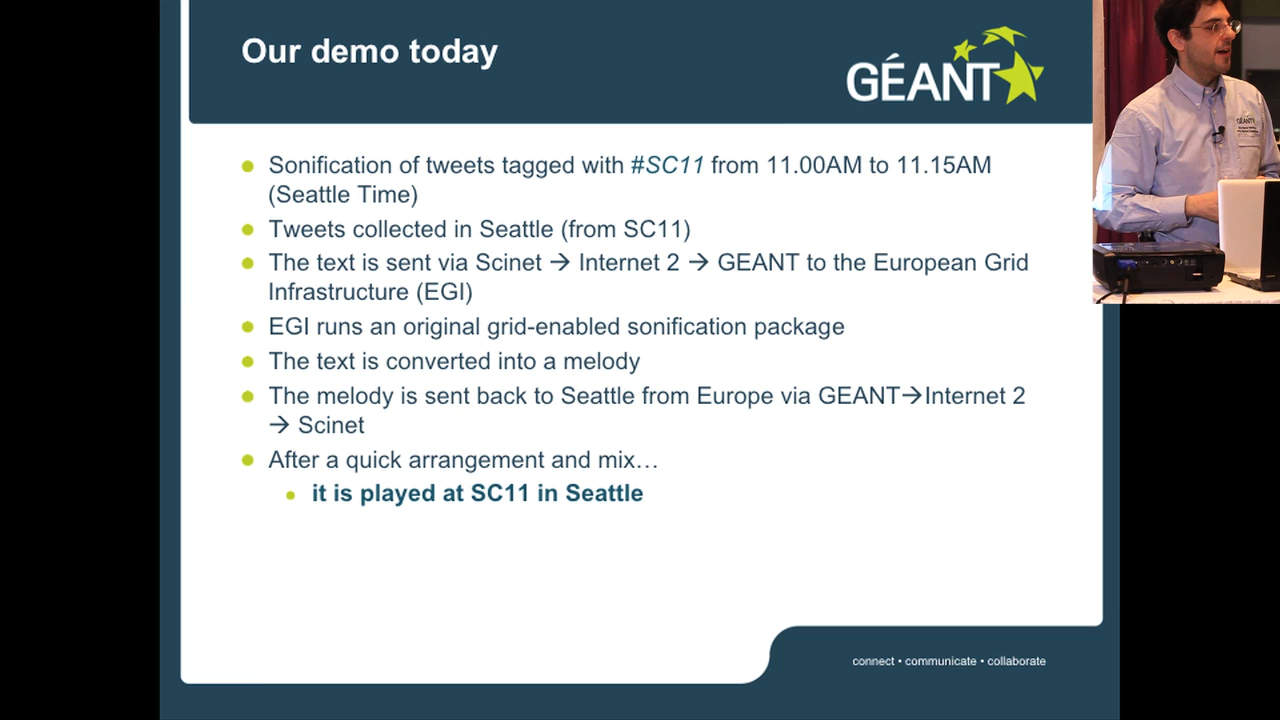 Our demo today
GÉANT
Sonification of tweets tagged with #SC11 from 11.00AM to 11.15AM
(Seattle Time)
Tweets collected in Seattle (from SC11)
The text is sent via Scinet → Internet 2 → GEANT to the European Grid
Infrastructure (EGI)
EGI runs an original grid-enabled sonification package
The text is converted into a melody
The melody is sent back to Seattle from Europe via GEANT→Internet 2
→ Scinet
After a quick arrangement and mix…
it is played at SC11 in Seattle
connect • communicate • collaborate
GÉANT